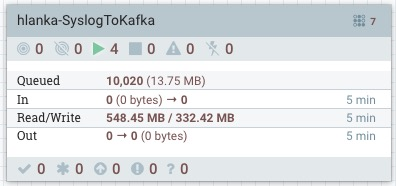 hlanka-SyslogToKafka 7
0 0 4 0 0 0
Queued 10,020 (13.75 MB)
In 0 (0 bytes) → 0 5 min
Read/Write 548.45 MB / 332.42 MB 5 min
Out 0 → 0 (0 bytes) 5 min
0 0 0 0 ? 0